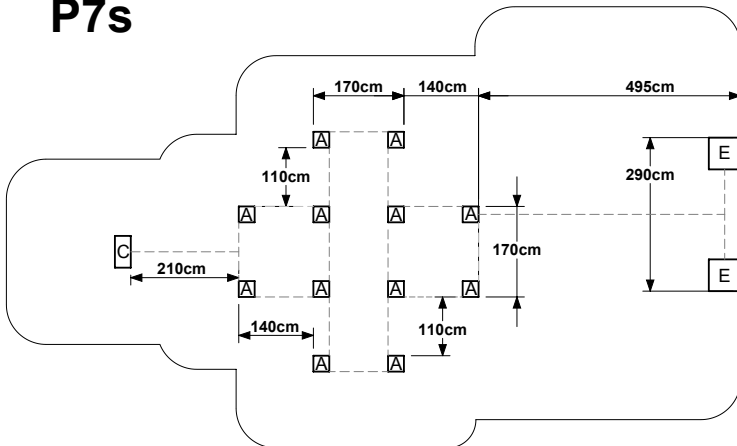 P7s
170cm 140cm 495cm
A A
E
110cm
290cm
A A A A
170cm
C
210cm
E
A A A A
140cm
110cm
A A